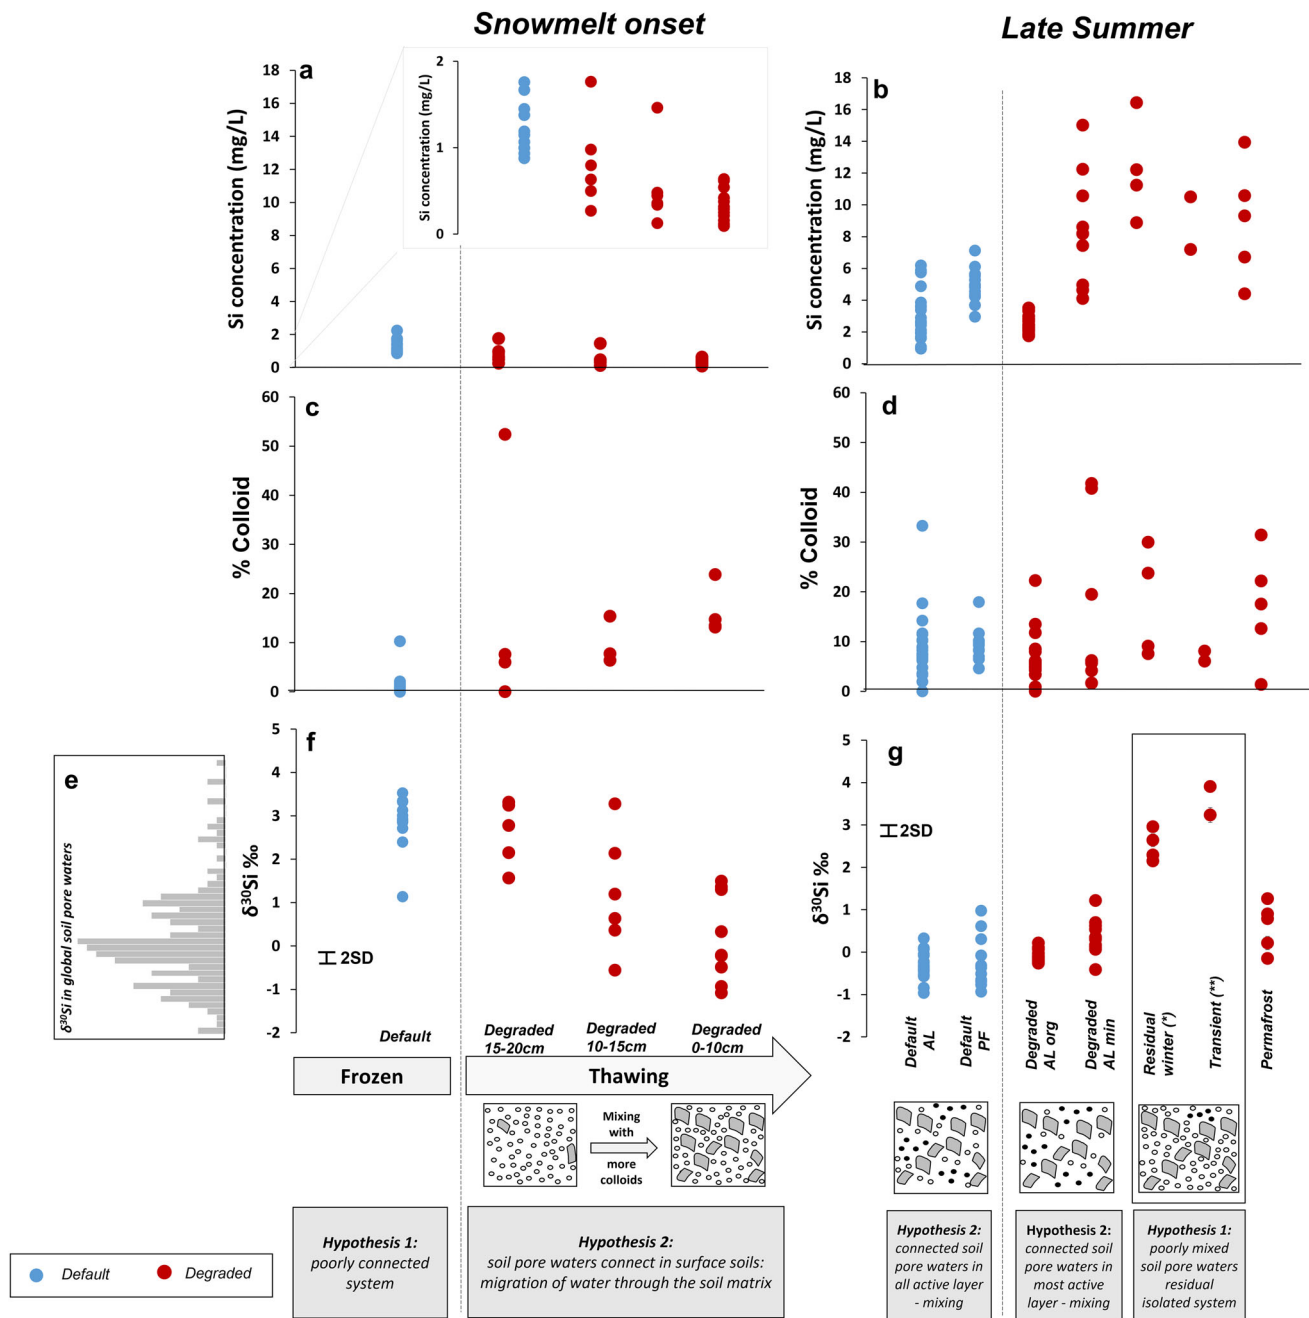 Snowmelt onset
Late Summer
a
Si concentration (mg/L)
18
16
14
12
10
8
6
4
2
0
Si concentration (mg/L)
2
1
0
b
Si concentration (mg/L)
18
16
14
12
10
8
6
4
2
0
c
% Colloid
60
50
40
30
20
10
0
d
% Colloid
60
50
40
30
20
10
0
e
δ³⁰Si in global soil pore waters
f
δ³⁰Si ‰
5
4
3
2
1
0
-1
-2
2SD
Default
Degraded
15-20cm
Degraded
10-15cm
Degraded
0-10cm
g
δ³⁰Si ‰
5
4
3
2
1
0
-1
-2
2SD
Default
AL
Default
PF
Degraded
AL org
Degraded
AL min
Residual
winter (*)
Transient (**)
Permafrost
Frozen
Thawing
Mixing
with
more
colloids
Hypothesis 1:
poorly connected
system
Hypothesis 2:
soil pore waters connect in surface soils:
migration of water through the soil matrix
Hypothesis 2:
connected soil
pore waters in
all active layer
- mixing
Hypothesis 2:
connected soil
pore waters in
most active
layer - mixing
Hypothesis 1:
poorly mixed
soil pore waters
residual
isolated system
Default
Degraded